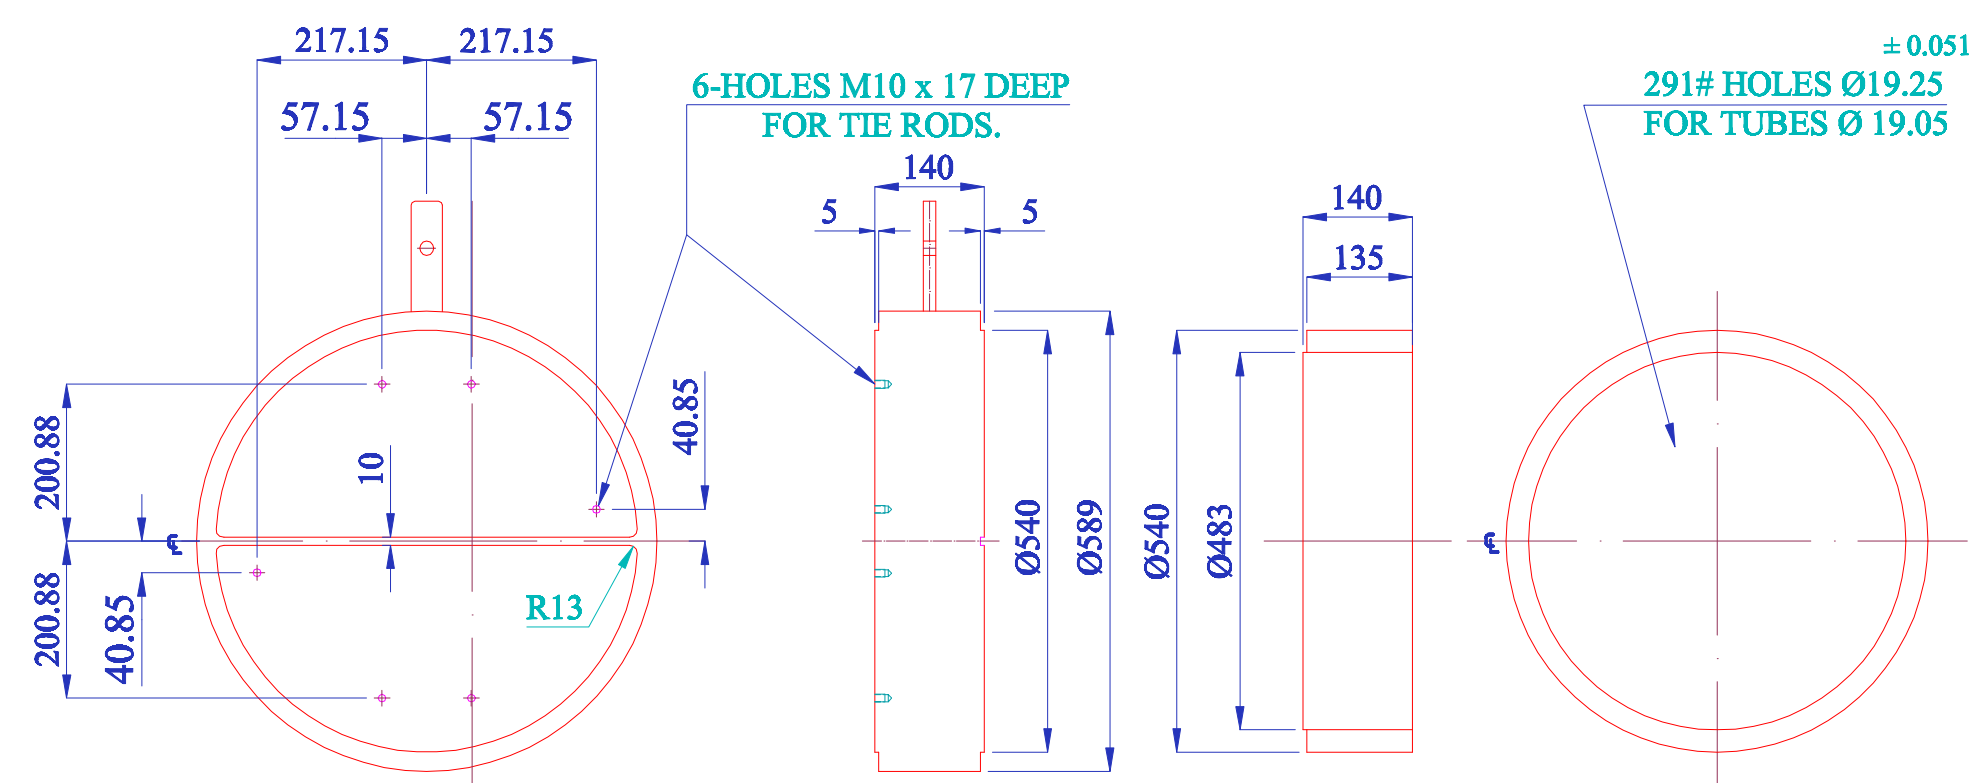 217.15
217.15
57.15
57.15
6-HOLES M10 x 17 DEEP
FOR TIE RODS.
± 0.051
291# HOLES Ø19.25
FOR TUBES Ø 19.05
140
5
5
140
135
200.88
10
40.85
Ø540
Ø589
Ø540
Ø483
200.88
40.85
R13